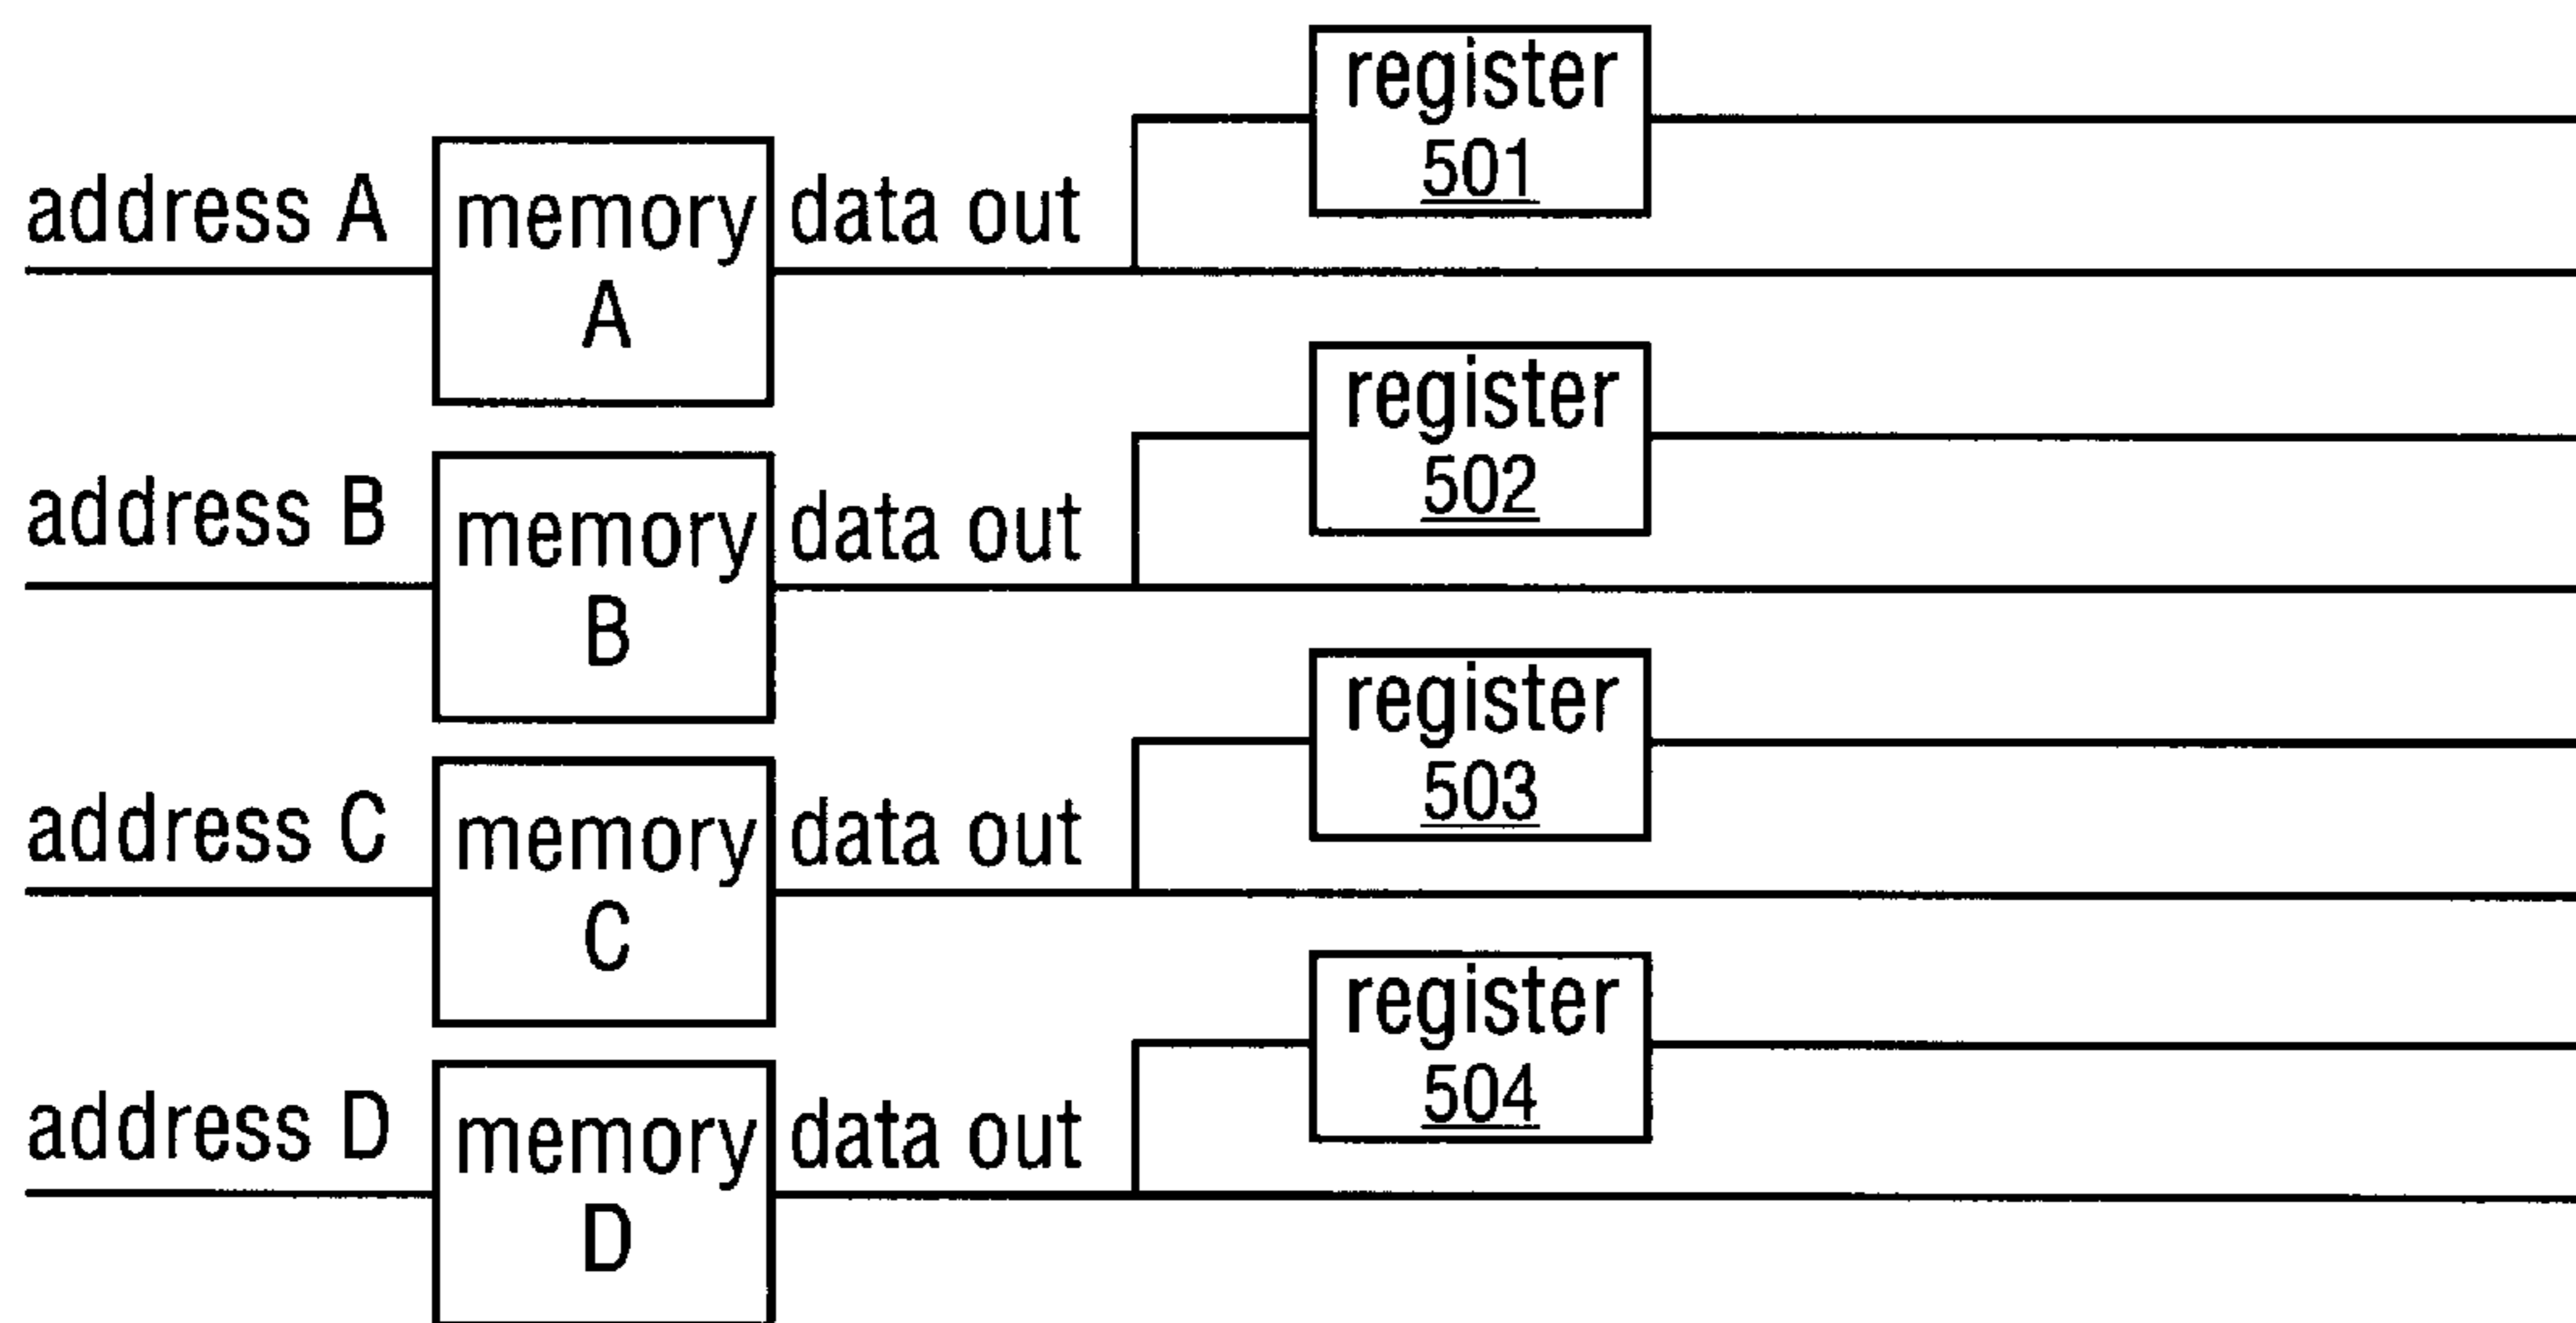 register
501
address A
memory
A
data out
register
502
address B
memory
B
data out
register
503
address C
memory
C
data out
register
504
address D
memory
D
data out